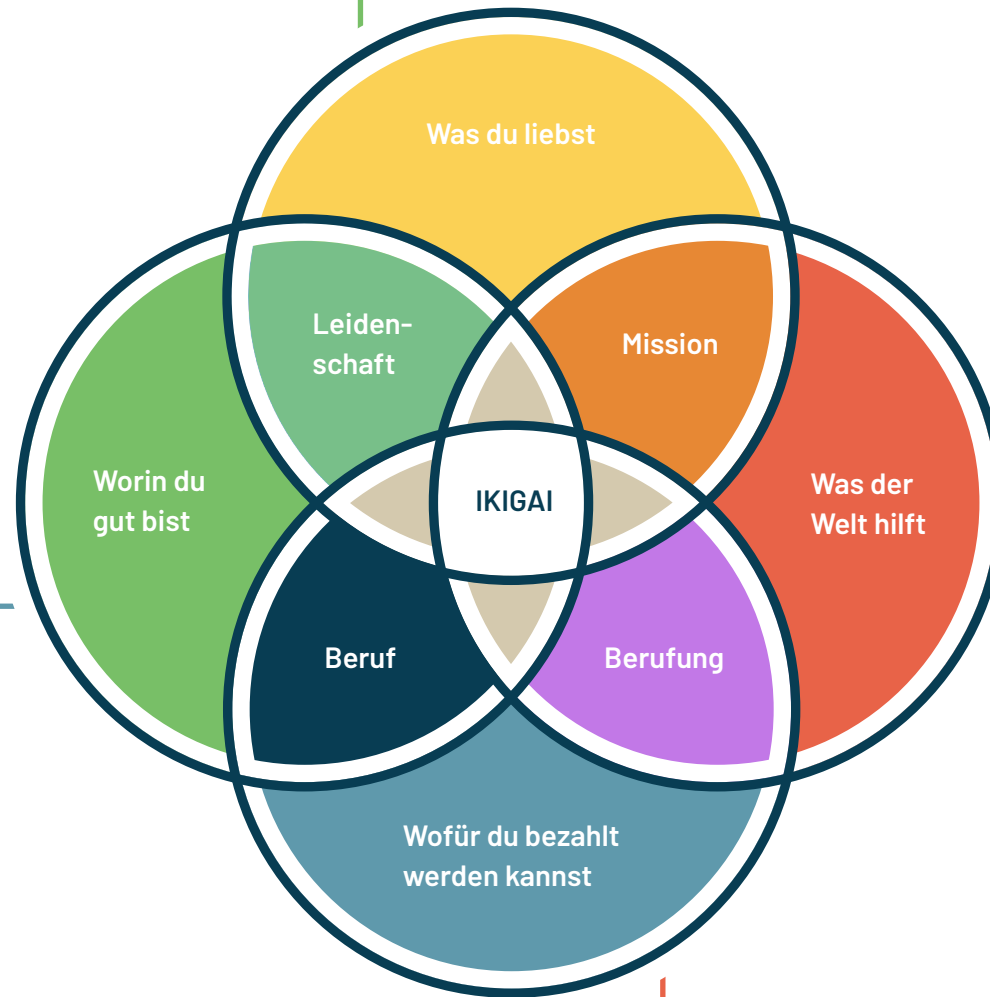 Was du liebst
Leiden-
schaft
Mission
Worin du
gut bist
IKIGAI
Was der
Welt hilft
Beruf
Berufung
Wofür du bezahlt
werden kannst